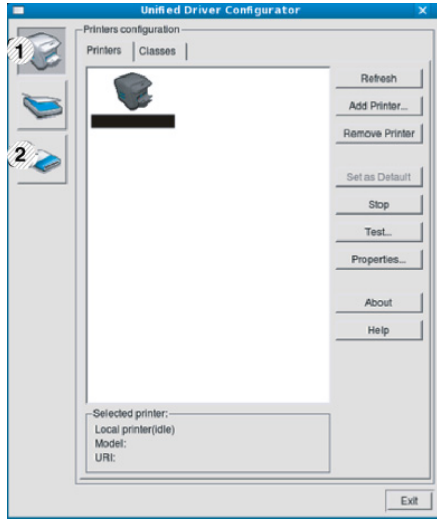 Unified Driver Configurator
Printers configuration
1
Printers
Classes
Refresh
Add Printer...
Remove Printer
2
Set as Default
Stop
Test...
Properties...
About
Help
Selected printer:
Local printer(idle)
Model:
URI:
Exit